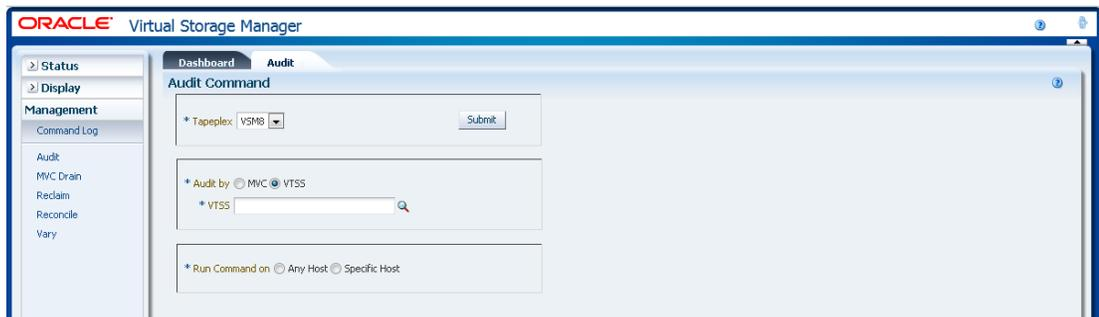 ORACLE® Virtual Storage Manager
Status
Display
Management
Command Log
Audit
MVC Drain
Reclaim
Reconcile
Vary
Dashboard Audit
Audit Command
* Tapeplex VSM8 Submit
* Audit by MVC VTSS
* VTSS
* Run Command on Any Host Specific Host